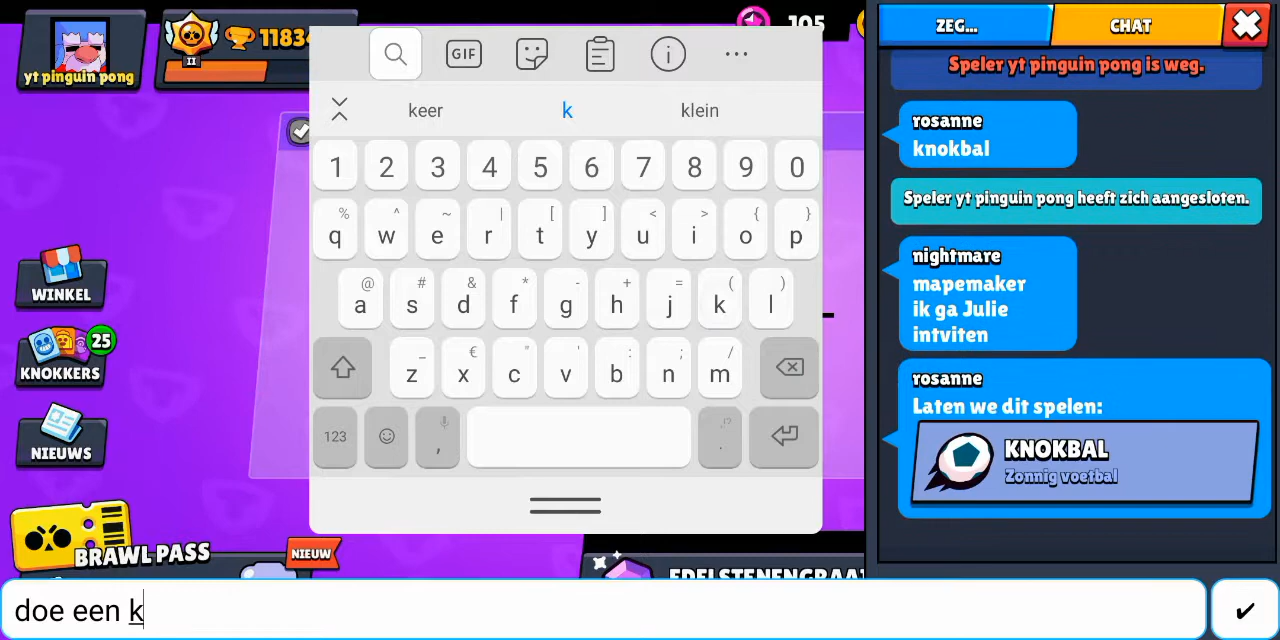 yt pinguin pong
II
11834
105
ZEG...
CHAT
Speler yt pinguin pong is weg.
rosanne
knokbal
Speler yt pinguin pong heeft zich aangesloten.
nightmare
mapemaker
ik ga Julie
intviten
rosanne
Laten we dit spelen:
KNOKBAL
Zonnig voetbal
WINKEL
25
KNOKKERS
NIEUWS
BRAWL PASS
NIEUW
EDELSTENENGRAAI
GIF
keer k klein
1 2 3 4 5 6 7 8 9 0
% ^ ~ | [ ] < > { }
q w e r t y u i o p
@ # & * - + = ( )
a s d f g h j k l
_ € " ' : ; /
z x c v b n m
123 , .
doe een k